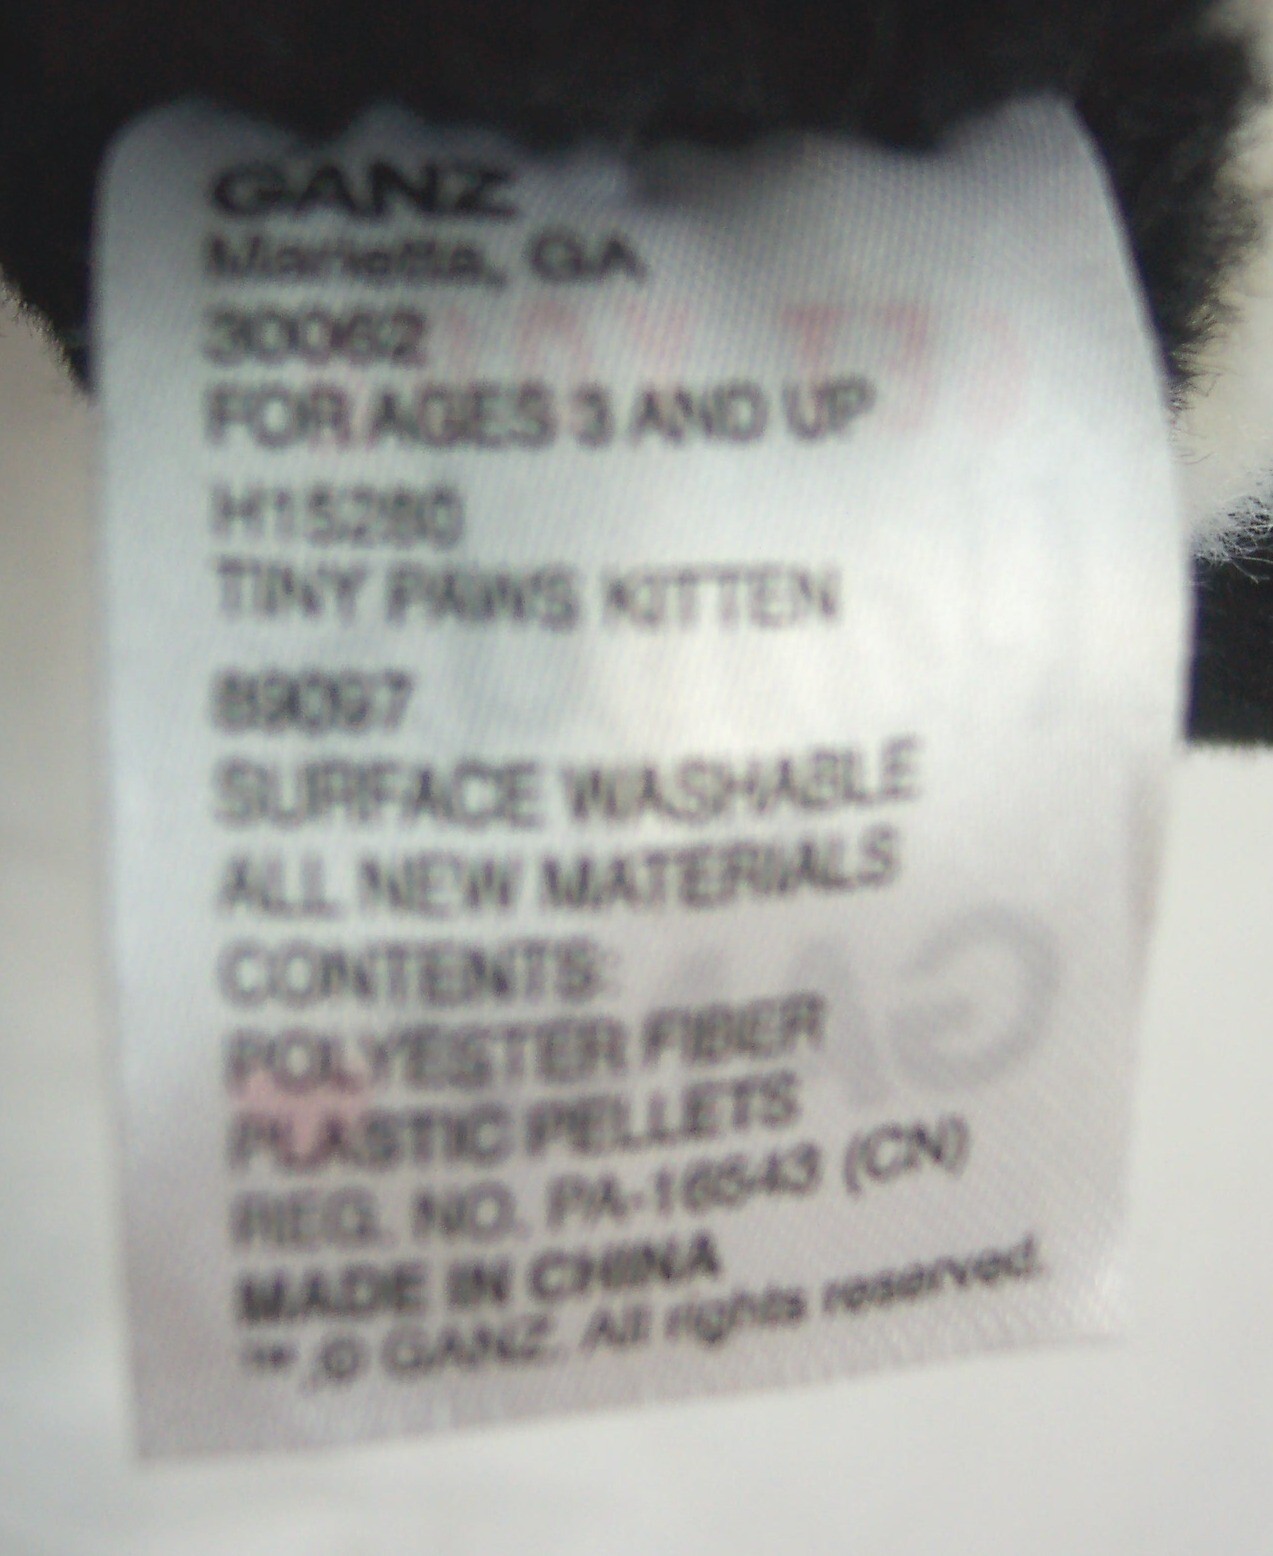 GANZ
Marietta, GA
30062
FOR AGES 3 AND UP
H15280
TINY PAWS KITTEN
89097
SURFACE WASHABLE
ALL NEW MATERIALS
CONTENTS:
POLYESTER FIBER
PLASTIC PELLETS
REG. NO. PA-16543 (CN)
MADE IN CHINA
™ © GANZ. All rights reserved.